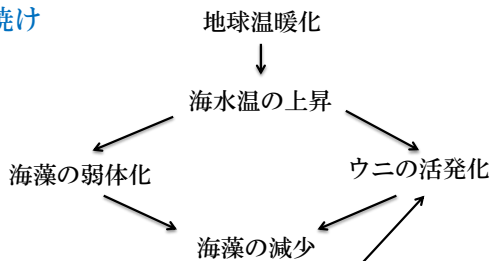 焼け
地球温暖化
海水温の上昇
海藻の弱体化
ウニの活発化
海藻の減少